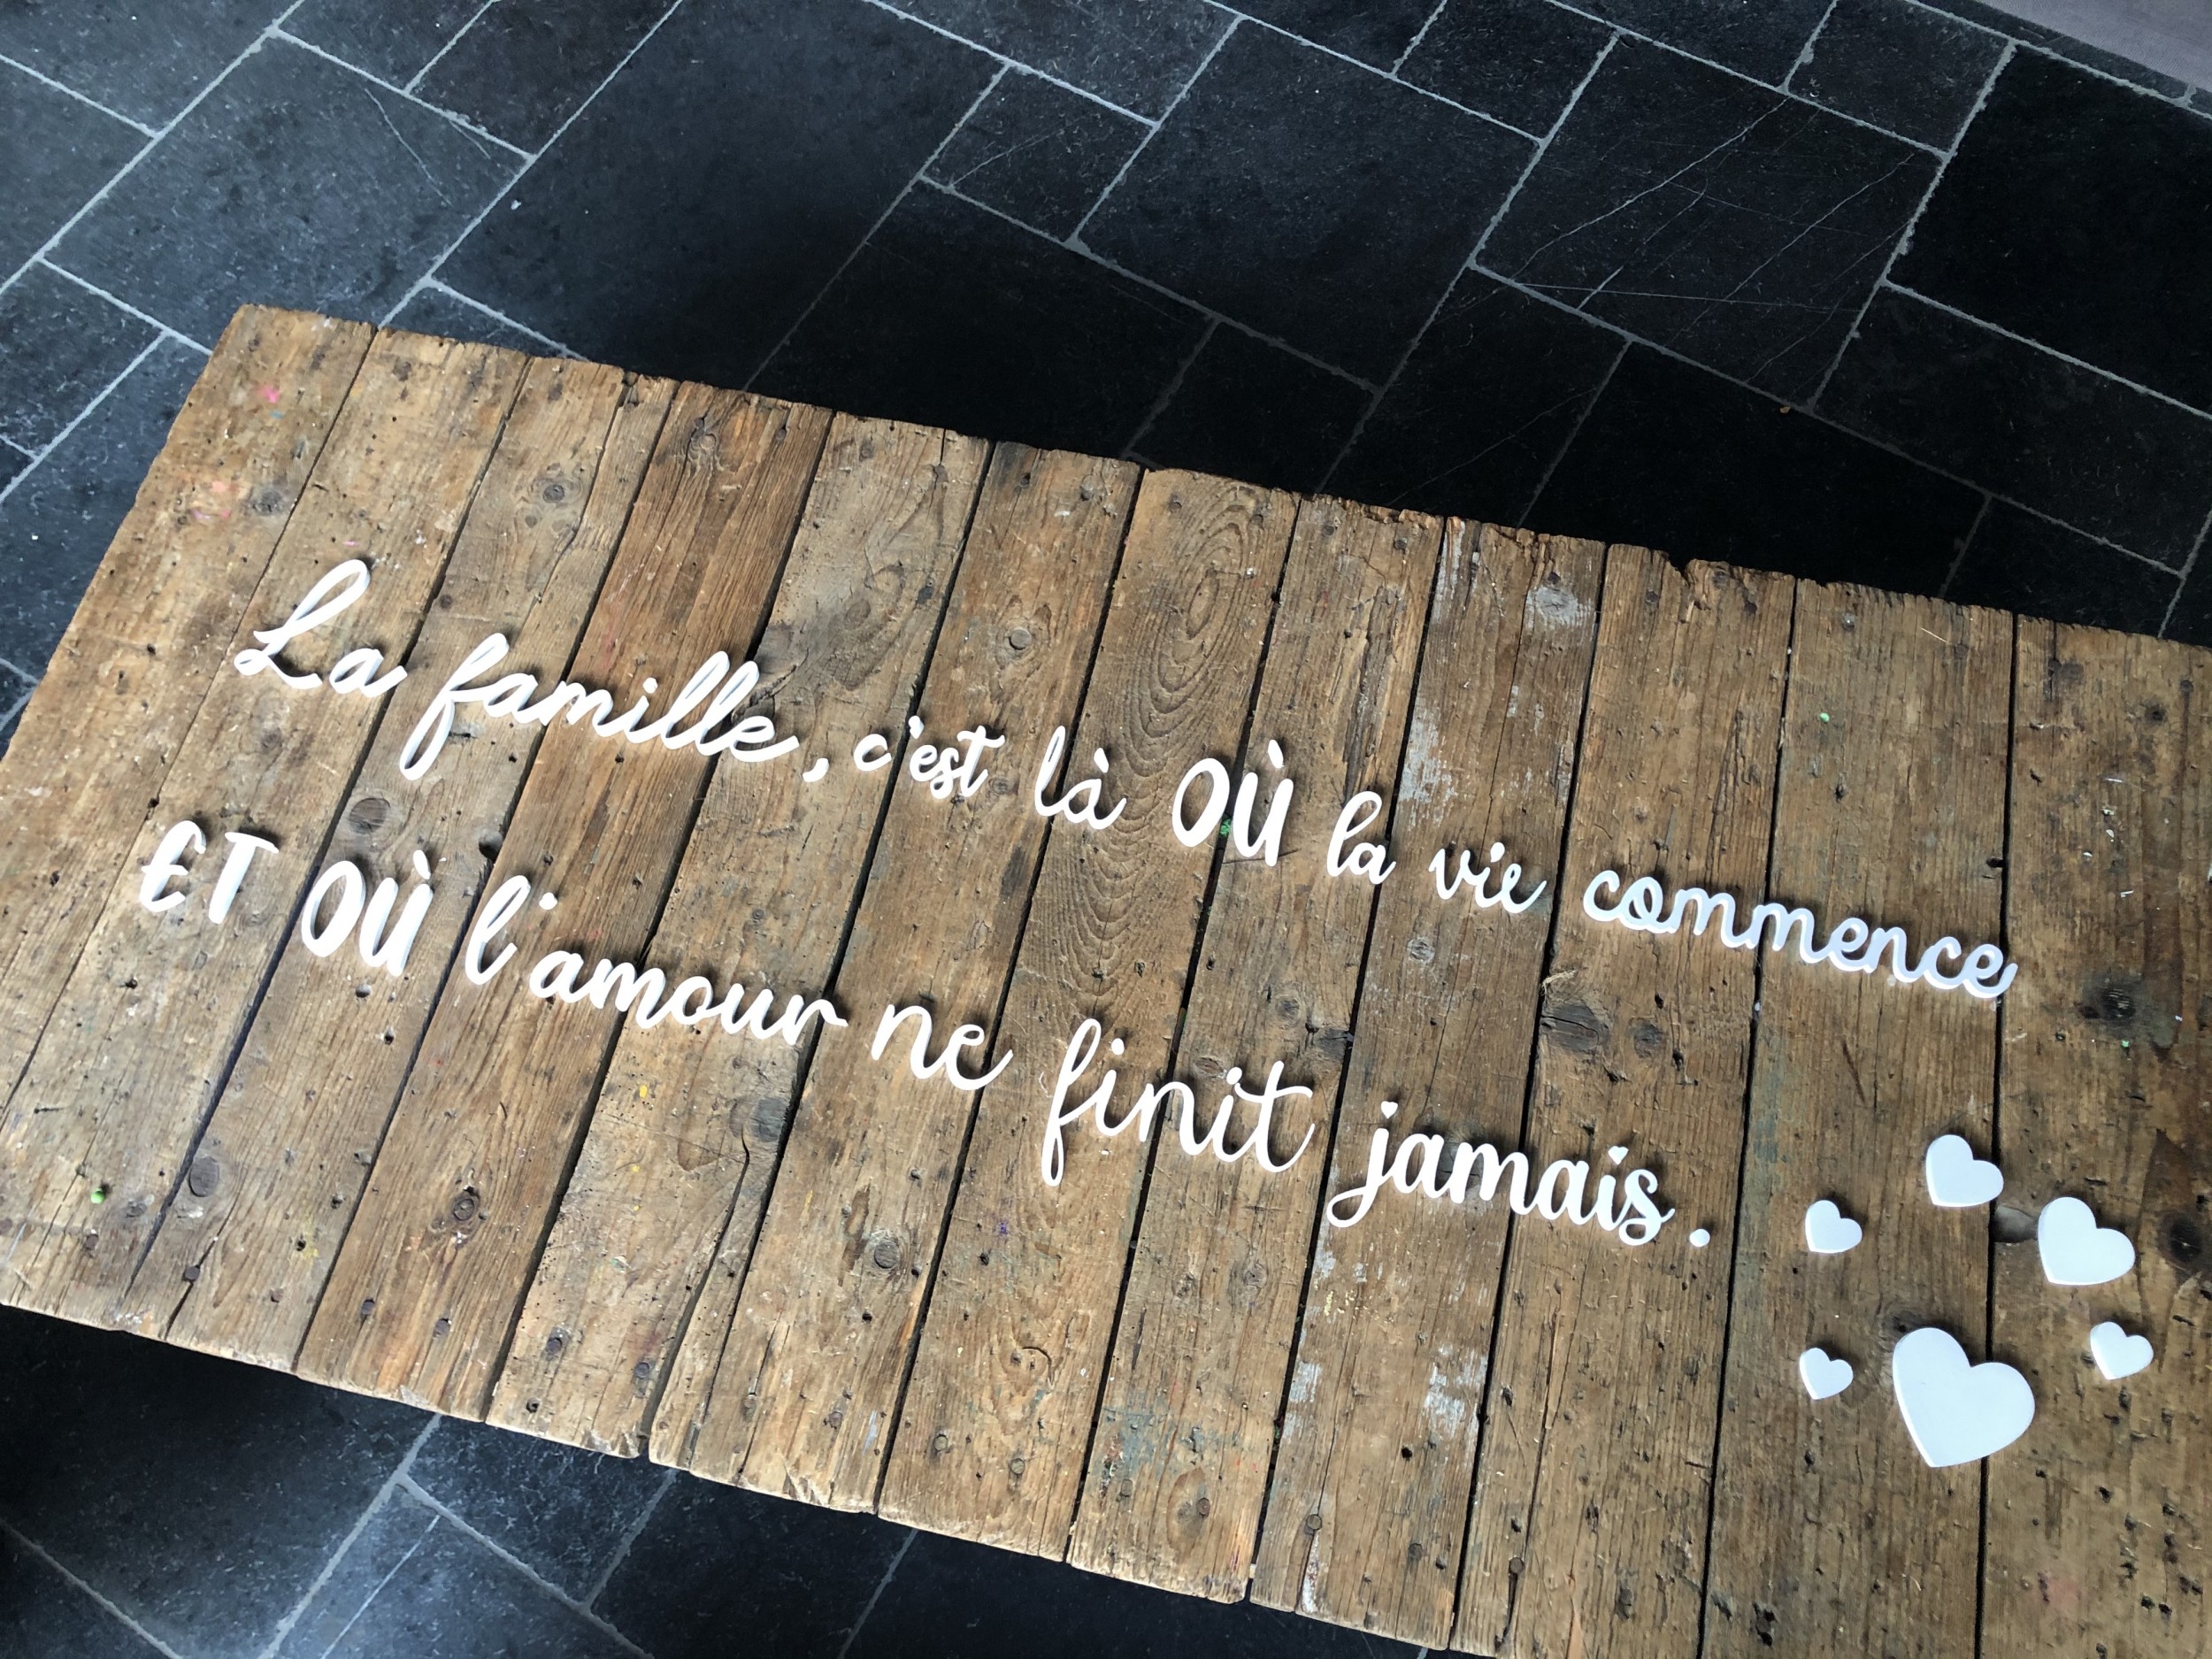 La famille, c'est là OÙ la vie commence
ET OÙ l'amour ne finit jamais.